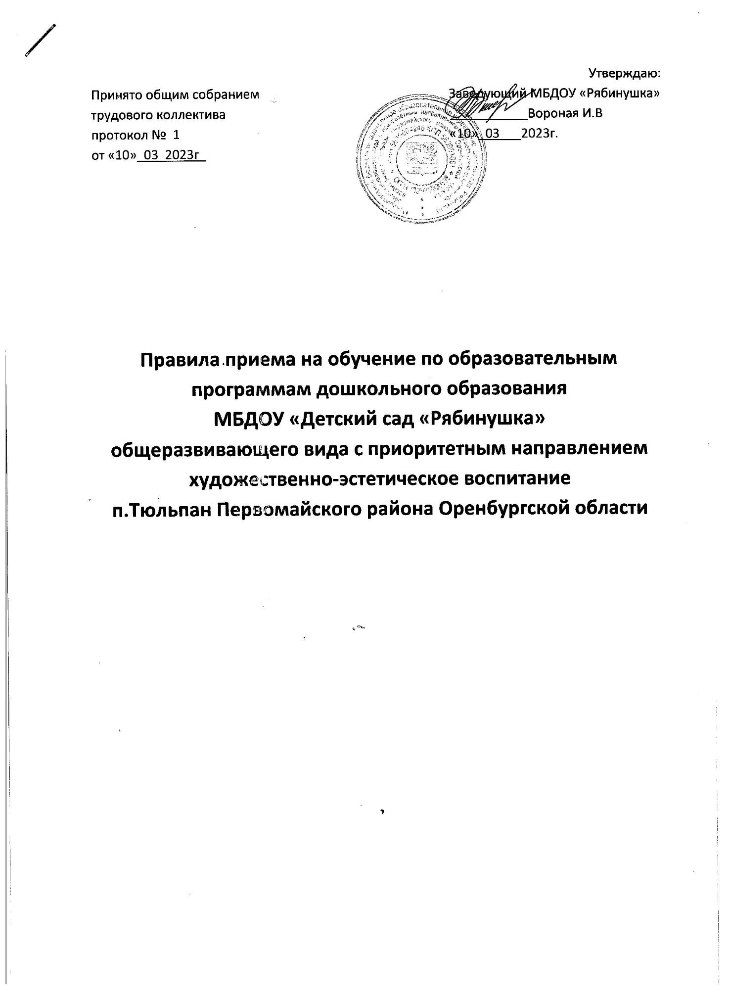 Принято общим собранием
трудового коллектива
протокол № 1
от «10» 03 2023г
Утверждаю:
Заведующий МБДОУ «Рябинушка»
Вороная И.В
«10» 03 2023г.
Правила приема на обучение по образовательным
программам дошкольного образования
МБДОУ «Детский сад «Рябинушка»
общеразвивающего вида с приоритетным направлением
художественно-эстетическое воспитание
п.Тюльпан Первомайского района Оренбургской области